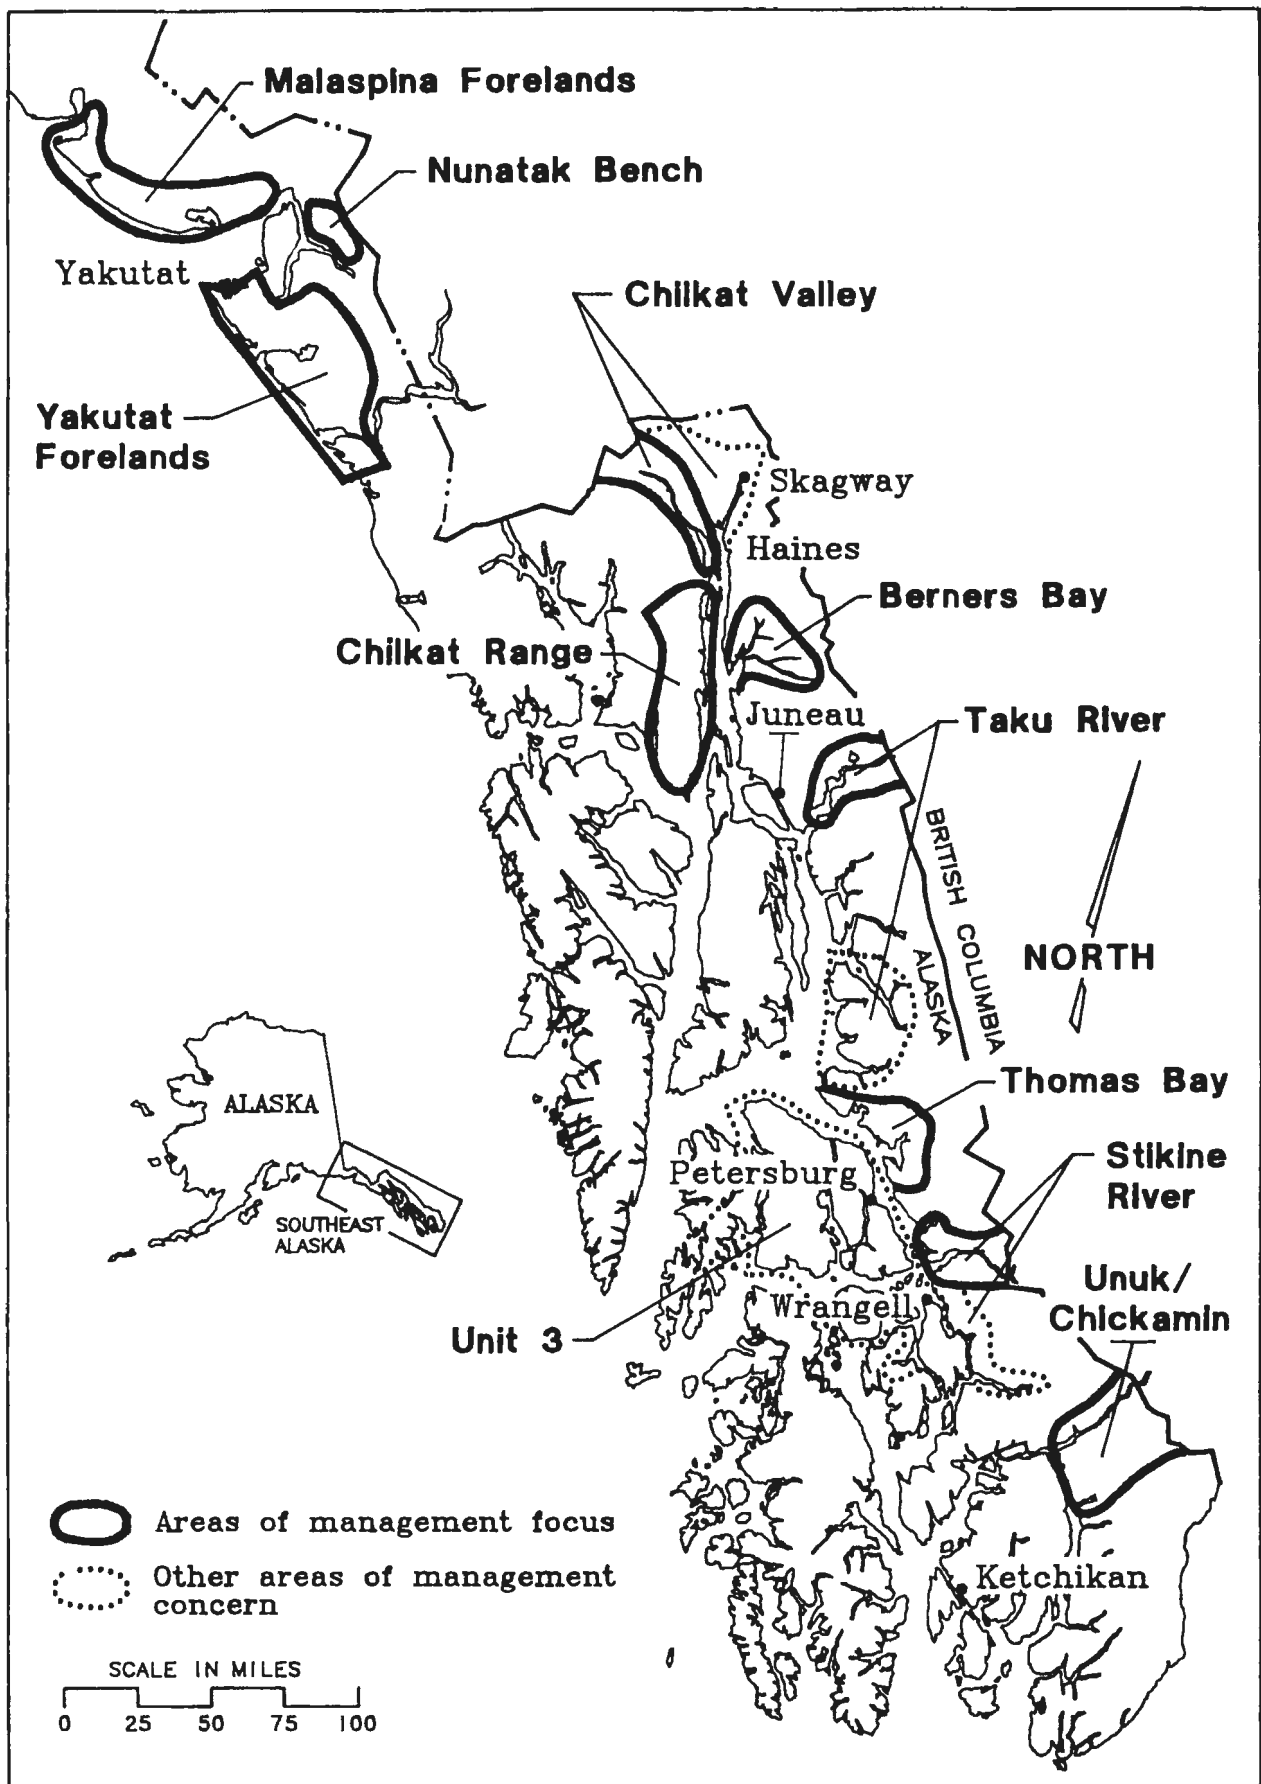 Malaspina Forelands
Nunatak Bench
Yakutat
Chilkat Valley
Yakutat
Forelands
Skagway
Haines
Berners Bay
Chilkat Range
Juneau
Taku River
BRITISH COLUMBIA
ALASKA
NORTH
Thomas Bay
ALASKA
Petersburg
Stikine
River
SOUTHEAST
ALASKA
Unuk/
Chickamin
Wrangell
Unit 3
Areas of management focus
Ketchikan
Other areas of management
concern
SCALE IN MILES
0 25 50 75 100